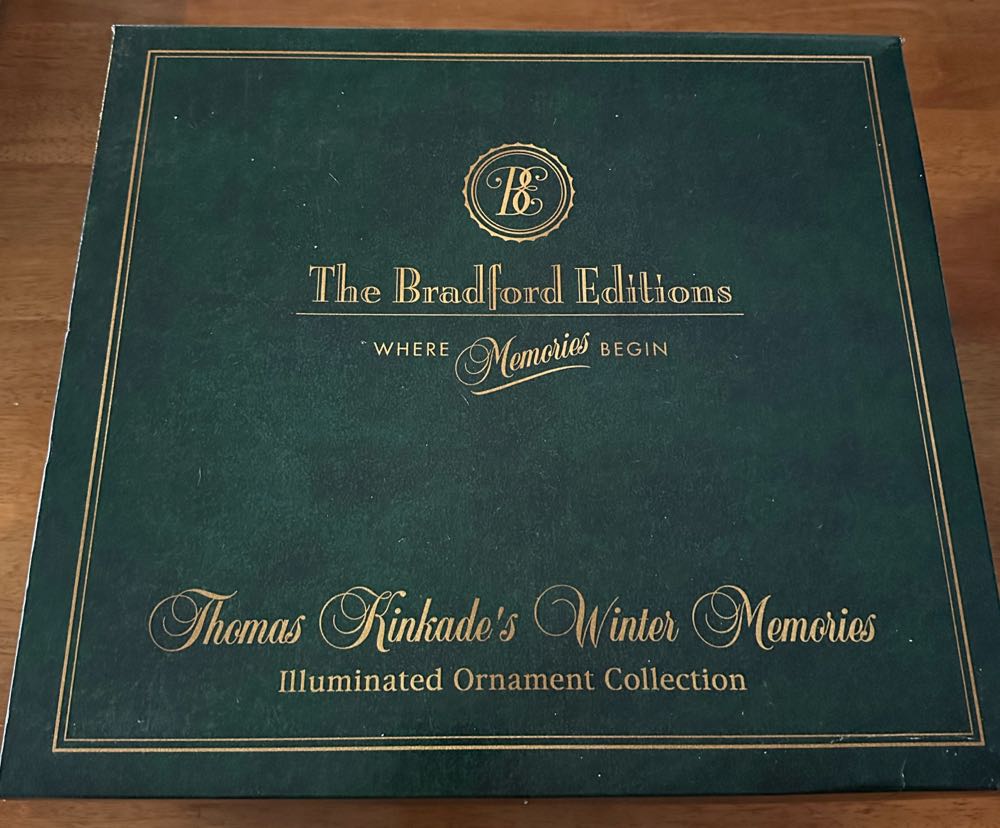 BE
The Bradford Editions
WHERE Memories BEGIN
Thomas Kinkade's Winter Memories
Illuminated Ornament Collection